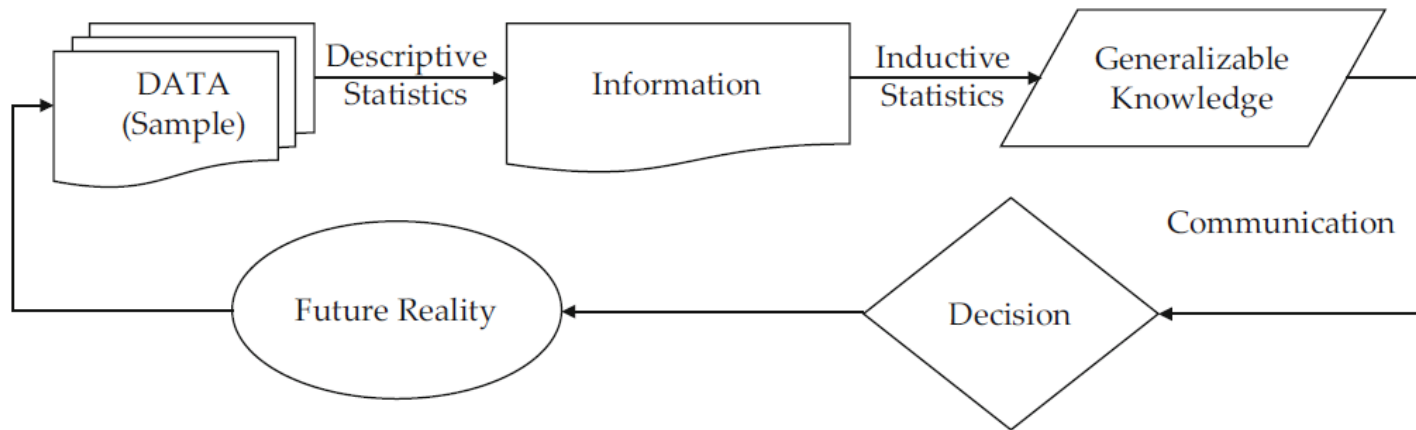 DATA
(Sample)
Descriptive
Statistics
Information
Inductive
Statistics
Generalizable
Knowledge
Communication
Decision
Future Reality